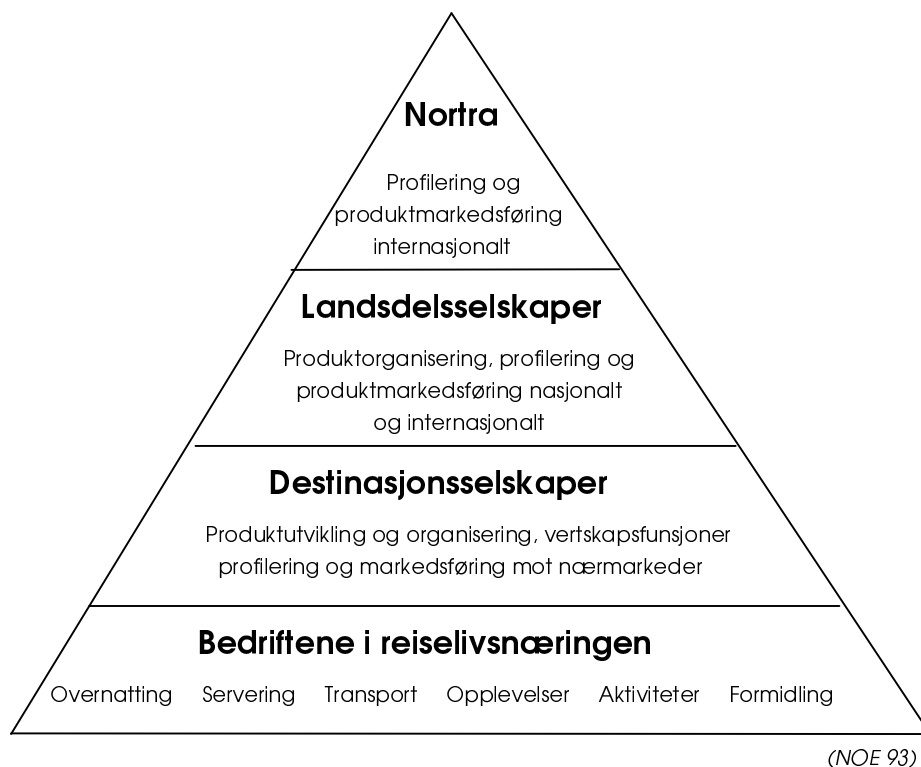 Nortra
Profilering og
produktmarkedsføring
internasjonalt
Landsdelsselskaper
Produktorganisering, profilering og
produktmarkedsføring nasjonalt
og internasjonalt
Destinasjonsselskaper
Produktutvikling og organisering, vertskapsfunsjoner
profilering og markedsføring mot nærmarkeder
Bedriftene i reiselivsnæringen
Overnatting Servering Transport Opplevelser Aktiviteter Formidling
(NOE 93)